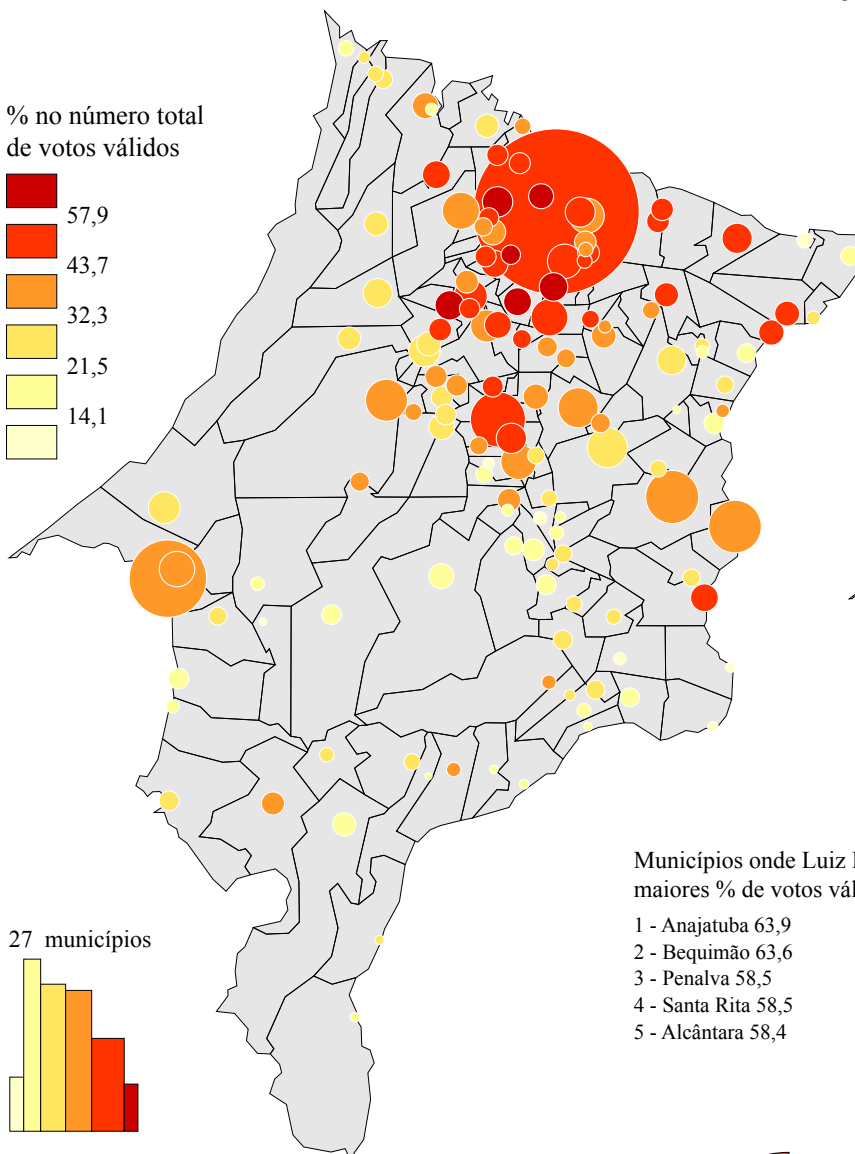 % no número total
de votos válidos
57,9
43,7
32,3
21,5
14,1
Municípios onde Luiz
maiores % de votos
1 - Anajatuba 63,9
2 - Bequimão 63,6
3 - Penalva 58,5
4 - Santa Rita 58,5
5 - Alcântara 58,4
27 municípios